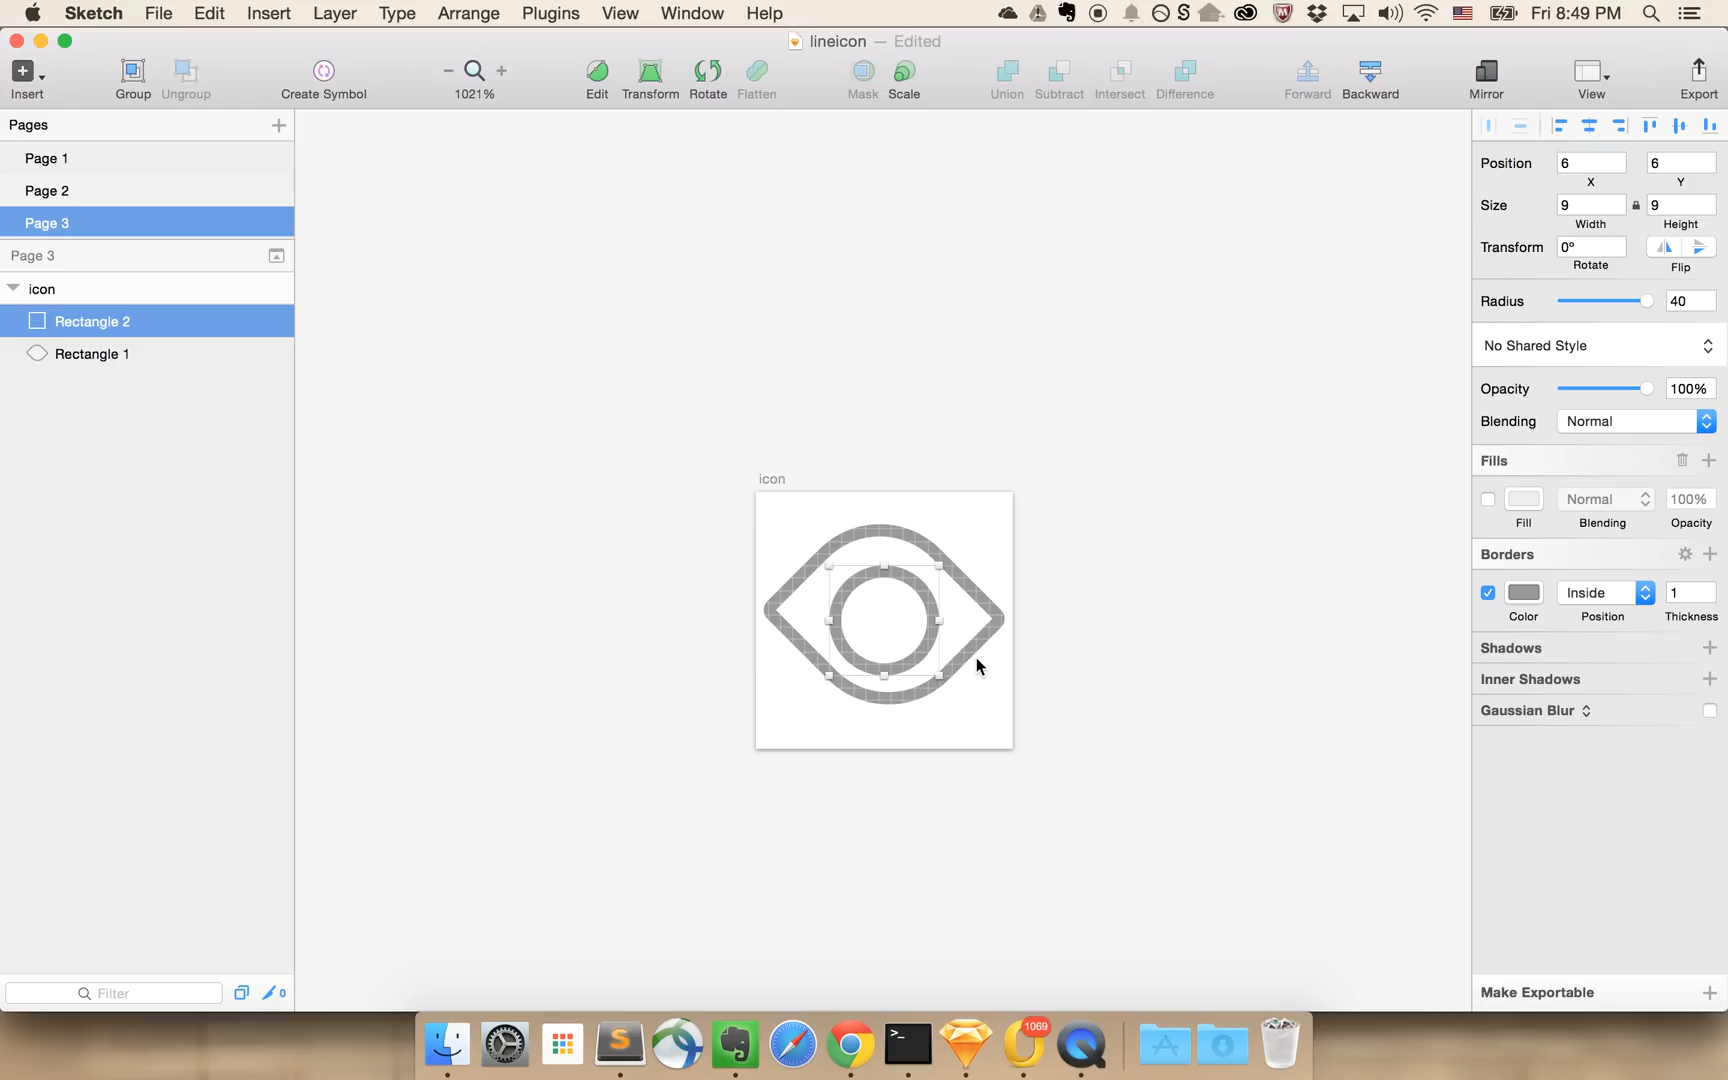 Sketch File Edit Insert Layer Type Arrange Plugins View Window Help Fri 8:49 PM
lineicon — Edited
Insert Group Ungroup Create Symbol 1021% Edit Transform Rotate Flatten Mask Scale Union Subtract Intersect Difference Forward Backward Mirror View Export
Pages
Page 1
Page 2
Page 3
Page 3
icon
Rectangle 2
Rectangle 1
Filter 0
icon
Position 6 6
X Y
Size 9 9
Width Height
Transform 0°
Rotate Flip
Radius 40
No Shared Style
Opacity 100%
Blending Normal
Fills
Normal 100%
Fill Blending Opacity
Borders
Inside 1
Color Position Thickness
Shadows
Inner Shadows
Gaussian Blur
Make Exportable
S
>_
1069